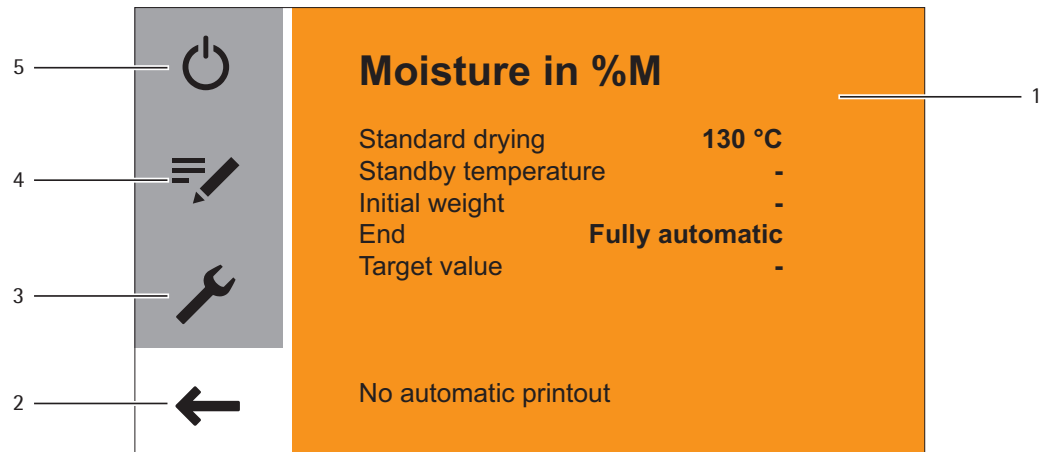 5
Moisture in %M
1
Standard drying 130 °C
4
Standby temperature -
Initial weight -
End Fully automatic
Target value -
3
2
No automatic printout